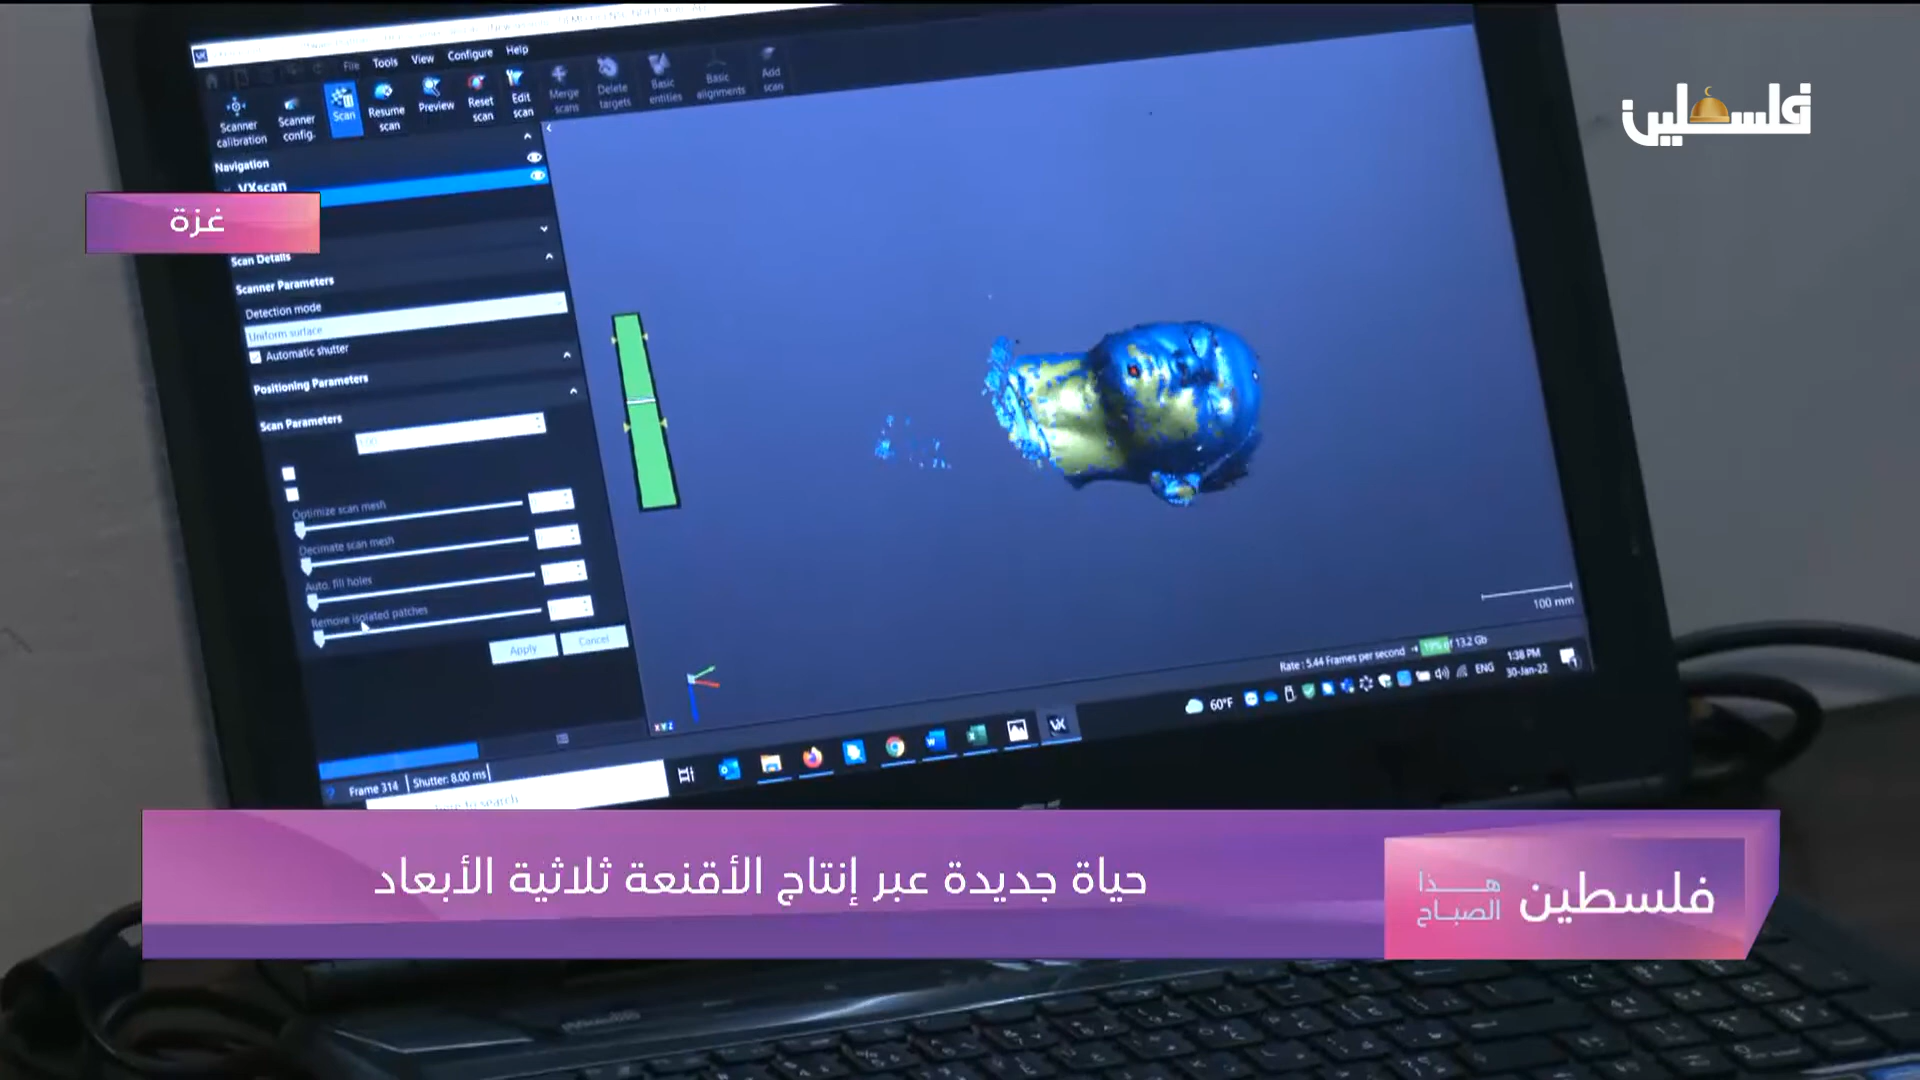 File Tools View Configure Help
Scanner calibration
Scanner config.
Scan
Resume scan
Preview
Reset scan
Edit scan
Merge scans
Delete targets
Basic entities
Basic alignments
Add scan
فلسطين
Navigation
VXscan
غزة
Scan Details
Scanner Parameters
Detection mode
Uniform surface
Automatic shutter
Positioning Parameters
Scan Parameters
Optimize scan mesh
Decimate scan mesh
Auto. fill holes
Remove isolated patches
Apply Cancel
100 mm
Rate : 5.44 Frames per second
of 13.2 Gb
60°F
ENG
1:38 PM
30-Jan-22
Frame 314 Shutter: 8.00 ms
here to search
حياة جديدة عبر إنتاج الأقنعة ثلاثية الأبعاد
فلسطين
هذا
الصباح